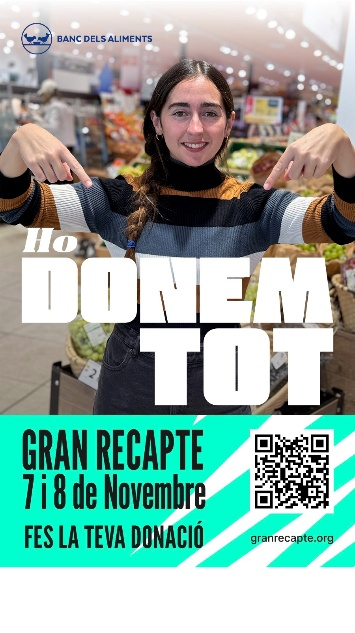 BANC DELS ALIMENTS
Ho
DONEM
TOT
GRAN RECAPTE
7 i 8 de Novembre
FES LA TEVA DONACIÓ
granrecapte.org